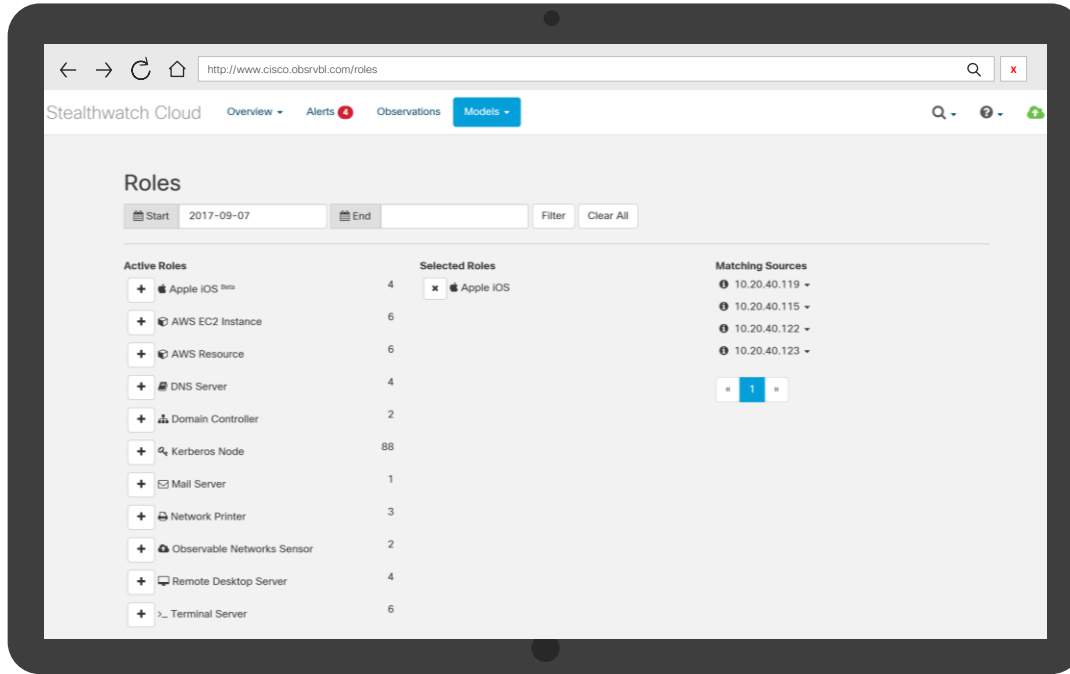 http://www.cisco.obsrvbl.com/roles
x
Stealthwatch Cloud Overview Alerts 4 Observations Models
Roles
Start 2017-09-07 End Filter Clear All
Active Roles Selected Roles Matching Sources
Apple iOS Beta 4 Apple iOS 10.20.40.119
10.20.40.115
AWS EC2 Instance 6 10.20.40.122
AWS Resource 6 10.20.40.123
DNS Server 4 « 1 »
Domain Controller 2
Kerberos Node 88
Mail Server 1
Network Printer 3
Observable Networks Sensor 2
Remote Desktop Server 4
>_ Terminal Server 6